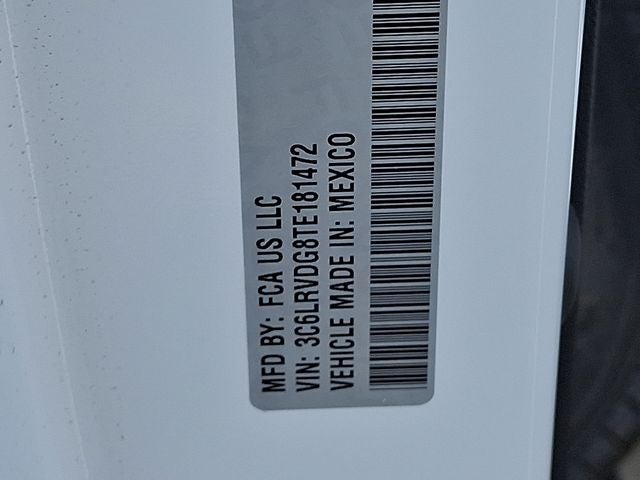 MFD BY: FCA US LLC
VIN: 3C6LRVDG8TE181472
VEHICLE MADE IN: MEXICO